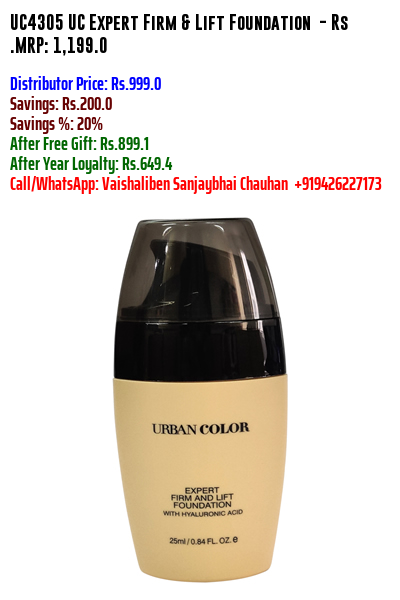 UC4305 UC Expert Firm & Lift Foundation - Rs
.MRP: 1,199.0
Distributor Price: Rs.999.0
Savings: Rs.200.0
Savings %: 20%
After Free Gift: Rs.899.1
After Year Loyalty: Rs.649.4
Call/WhatsApp: Vaishaliben Sanjaybhai Chauhan +919426227173
URBAN COLOR
EXPERT
FIRM AND LIFT
FOUNDATION
WITH HYALURONIC ACID
25ml / 0.84 FL. OZ. e